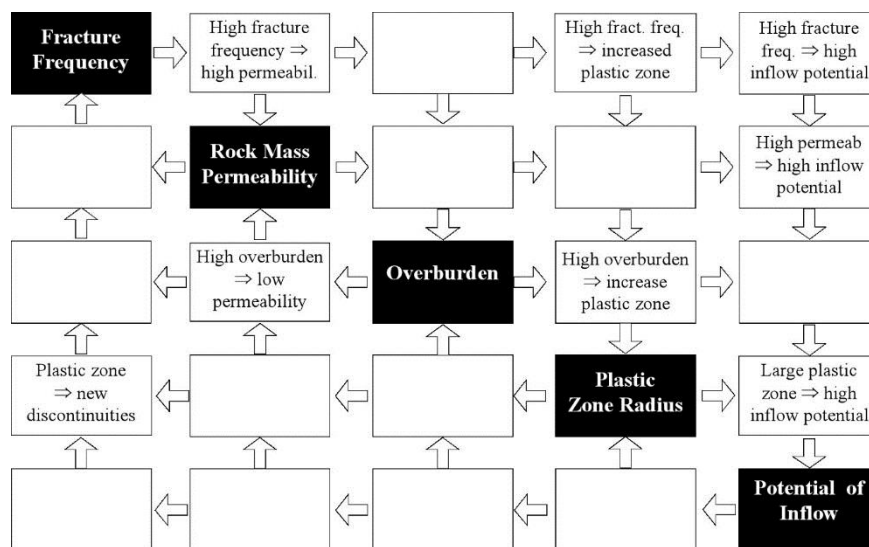 Fracture
Frequency
High fracture
frequency ⇒
high permeabil.
High fract. freq.
⇒ increased
plastic zone
High fracture
freq. ⇒ high
inflow potential
Rock Mass
Permeability
High permeab
⇒ high inflow
potential
High overburden
⇒ low
permeability
Overburden
High overburden
⇒ increase
plastic zone
Plastic zone
⇒ new
discontinuities
Plastic
Zone Radius
Large plastic
zone ⇒ high
inflow potential
Potential of
Inflow